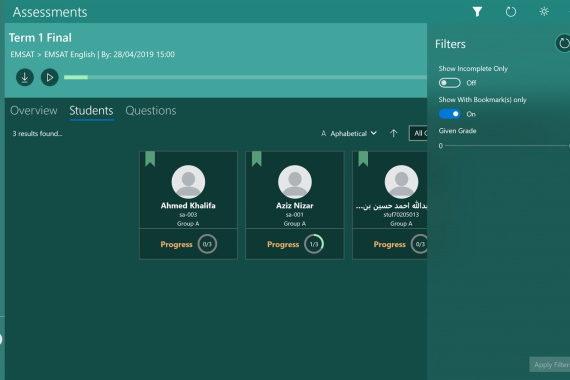 Assessments
Term 1 Final
EMSAT > EMSAT English | By: 28/04/2019 15:00
Overview Students Questions
3 results found...
A Aphabetical
All
Ahmed Khalifa
sa-003
Group A
Progress 0/3
Aziz Nizar
sa-001
Group A
Progress 1/3
احمد حسين بن...
stuf70205013
Group A
Progress 0/3
Filters
Show Incomplete Only
Off
Show With Bookmark(s) only
On
Given Grade
0
Apply Filters